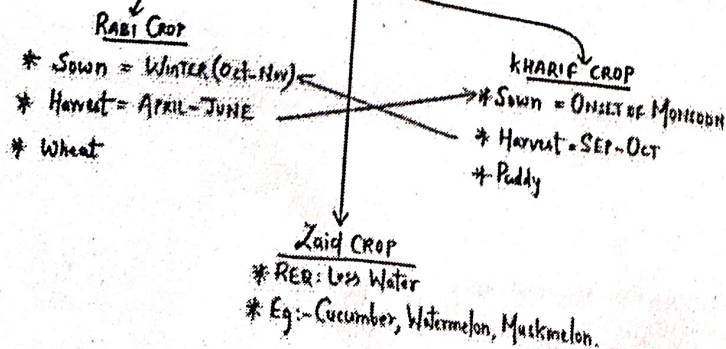 RABI CROP
* Sown = WINTER (Oct-Nov)
* Harvest = APRIL-JUNE
* Wheat
KHARIF CROP
* Sown = ONSET OF MONSOON
* Harvest = SEP-OCT
* Paddy
Zaid CROP
* REQ: Less Water
* Eg:- Cucumber, Watermelon, Muskmelon.